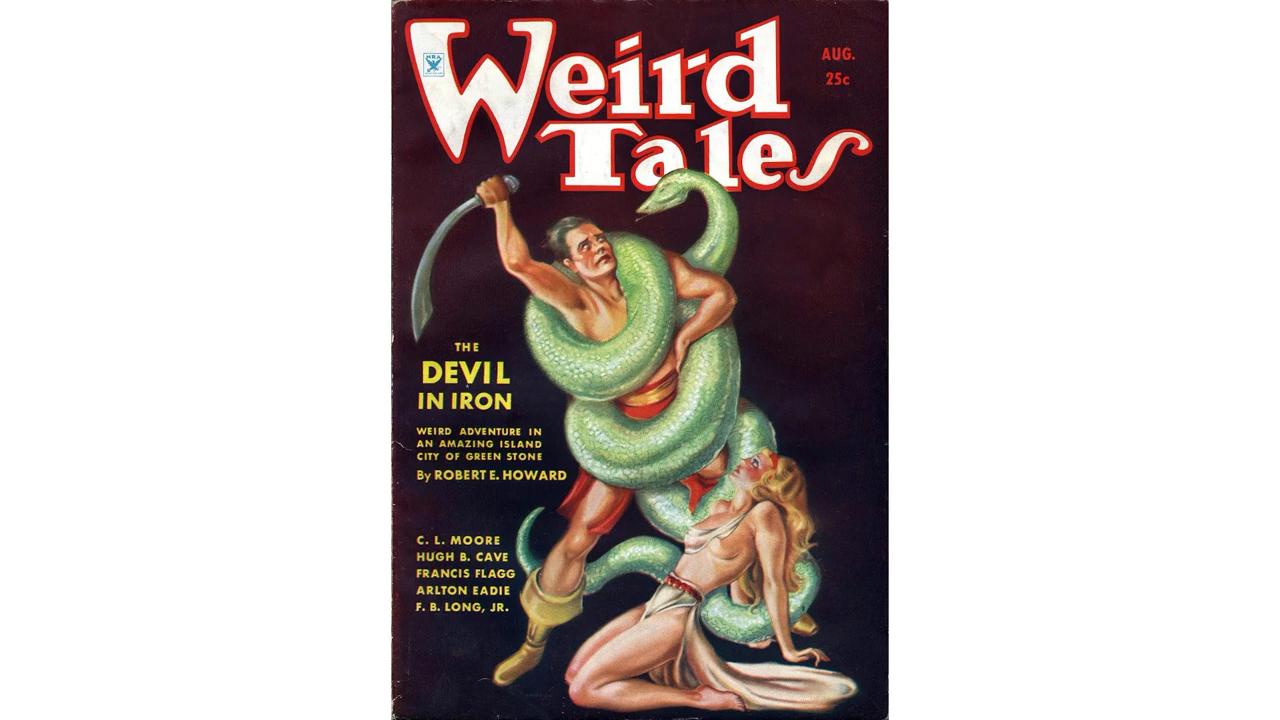 Weird
Tales
AUG.
25c
NRA
THE
DEVIL
IN IRON
WEIRD ADVENTURE IN
AN AMAZING ISLAND
CITY OF GREEN STONE
By ROBERT E. HOWARD
C. L. MOORE
HUGH B. CAVE
FRANCIS FLAGG
ARLTON EADIE
F. B. LONG, JR.